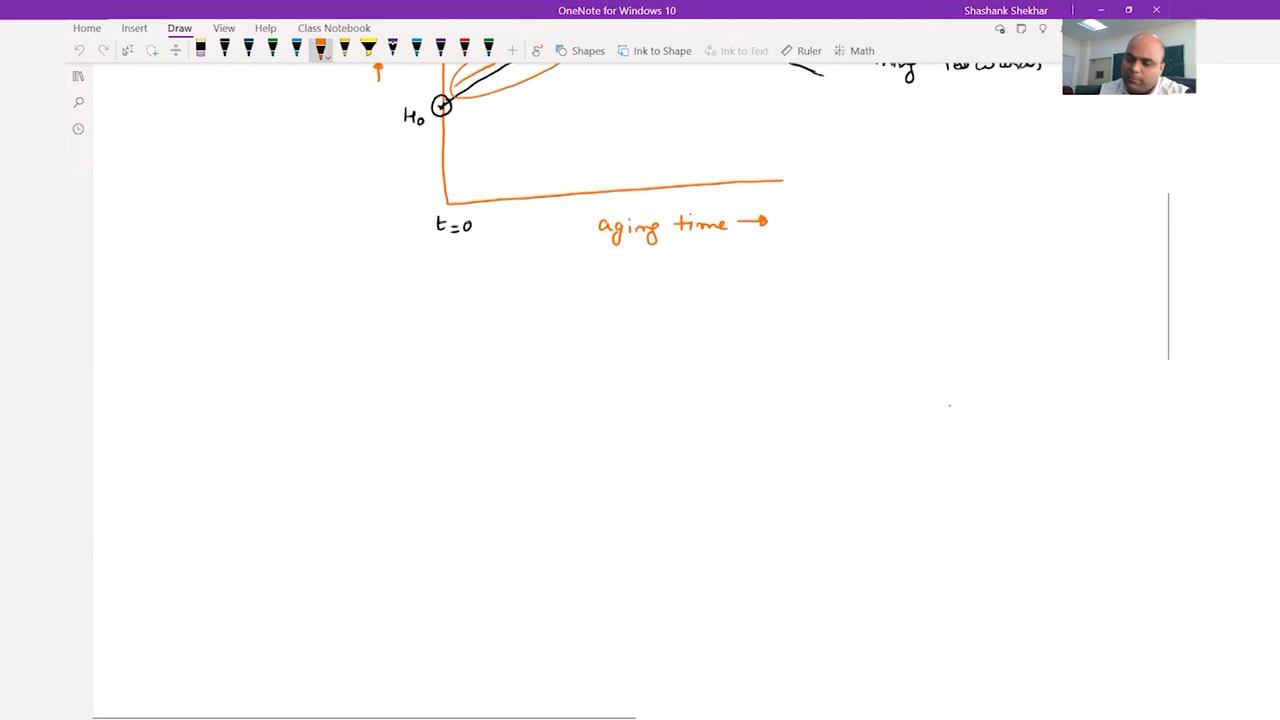 OneNote for Windows 10
Shashank Shekhar
Home Insert Draw View Help Class Notebook
Shapes Ink to Shape Ink to Text Ruler Math
H₀
t=0
aging time →